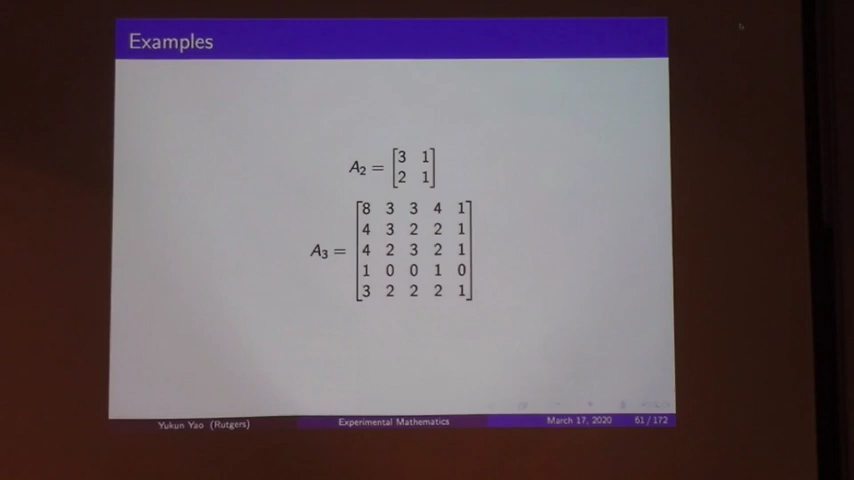 Examples
A₂ = [3 1
2 1]
A₃ = [8 3 3 4 1
4 3 2 2 1
4 2 3 2 1
1 0 0 1 0
3 2 2 2 1]
Yukun Yao (Rutgers) Experimental Mathematics March 17, 2020 61 / 172